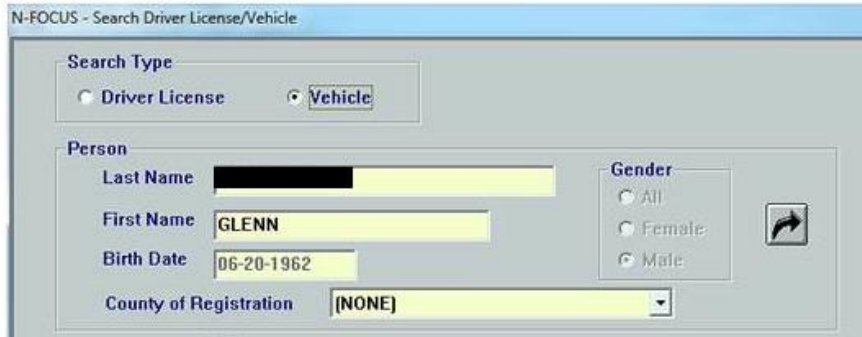 N-FOCUS - Search Driver License/Vehicle
Search Type
Driver License Vehicle
Person
Last Name
Gender
All
First Name GLENN
Female
Birth Date 06-20-1962
Male
County of Registration (NONE)